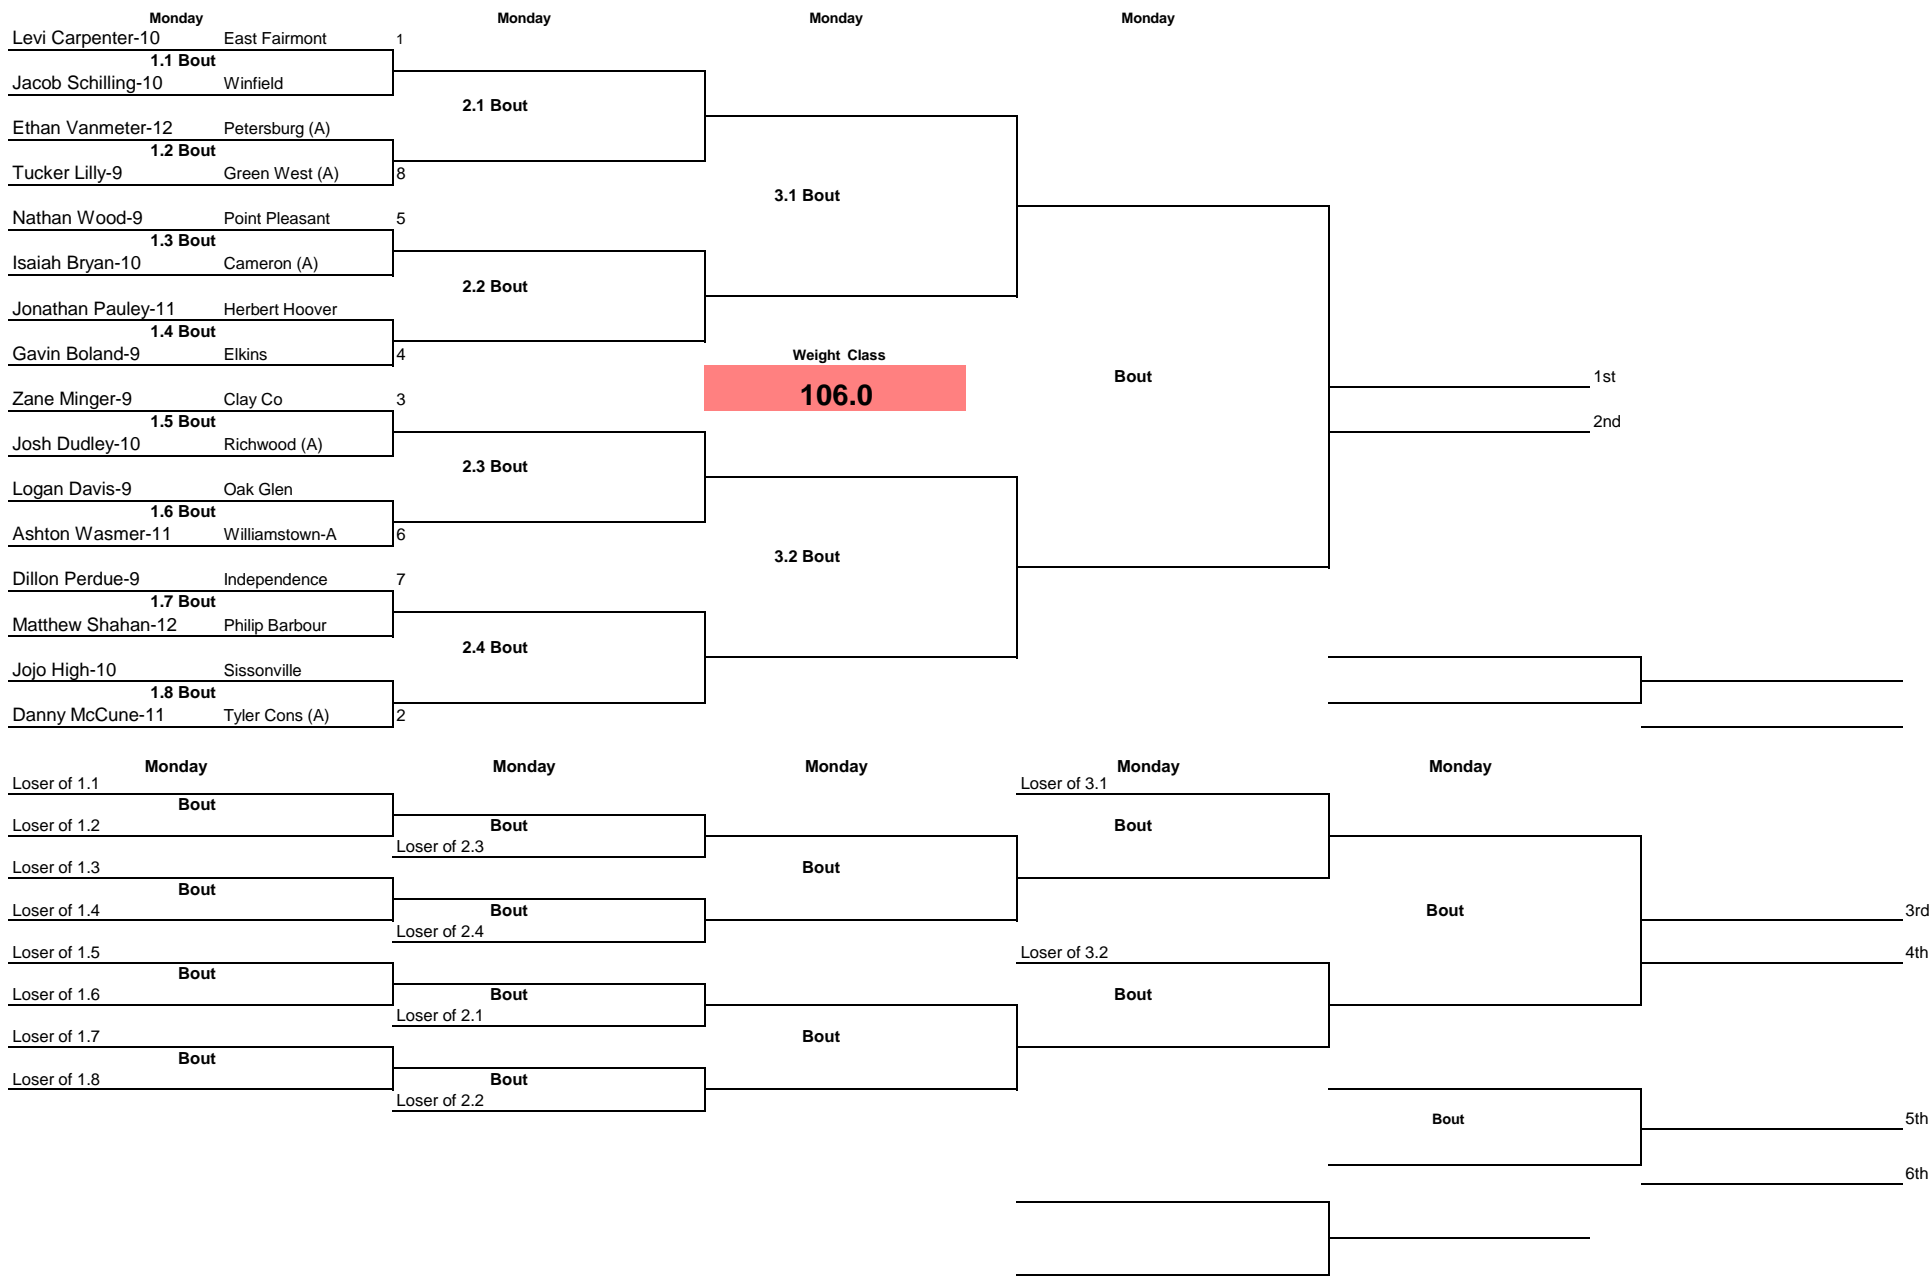 Monday Monday Monday Monday
Levi Carpenter-10 East Fairmont 1
1.1 Bout
Jacob Schilling-10 Winfield
2.1 Bout
Ethan Vanmeter-12 Petersburg (A)
1.2 Bout
Tucker Lilly-9 Green West (A) 8
3.1 Bout
Nathan Wood-9 Point Pleasant 5
1.3 Bout
Isaiah Bryan-10 Cameron (A)
2.2 Bout
Jonathan Pauley-11 Herbert Hoover
1.4 Bout
Gavin Boland-9 Elkins 4
Weight Class
Bout 1st
106.0
Zane Minger-9 Clay Co 3
1.5 Bout 2nd
Josh Dudley-10 Richwood (A)
2.3 Bout
Logan Davis-9 Oak Glen
1.6 Bout
Ashton Wasmer-11 Williamstown-A 6
3.2 Bout
Dillon Perdue-9 Independence 7
1.7 Bout
Matthew Shahan-12 Philip Barbour
2.4 Bout
Jojo High-10 Sissonville
1.8 Bout
Danny McCune-11 Tyler Cons (A) 2
Monday Monday Monday Monday Monday
Loser of 1.1 Loser of 3.1
Bout
Loser of 1.2 Bout Bout
Loser of 2.3
Loser of 1.3 Bout
Bout
Loser of 1.4 Bout Bout 3rd
Loser of 2.4
Loser of 1.5 Loser of 3.2 4th
Bout
Loser of 1.6 Bout Bout
Loser of 2.1
Loser of 1.7 Bout
Bout
Loser of 1.8 Bout
Loser of 2.2
Bout 5th
6th